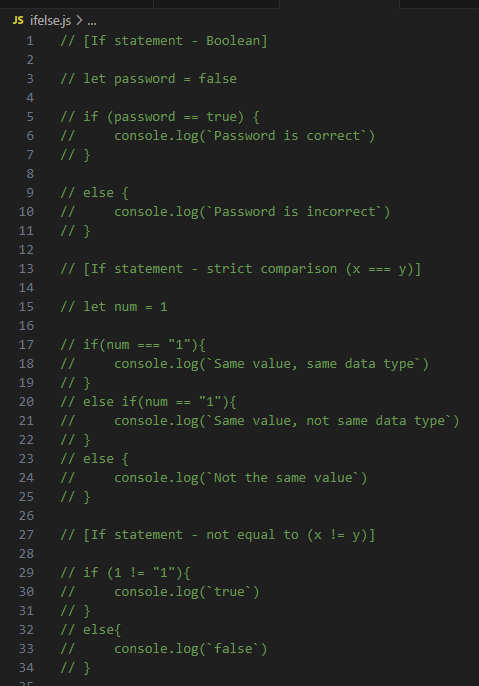 JS ifelse.js > ...
1 // [If statement - Boolean]
2
3 // let password = false
4
5 // if (password == true) {
6 //     console.log(`Password is correct`)
7 // }
8
9 // else {
10 //     console.log(`Password is incorrect`)
11 // }
12
13 // [If statement - strict comparison (x === y)]
14
15 // let num = 1
16
17 // if(num === "1"){
18 //     console.log(`Same value, same data type`)
19 // }
20 // else if(num == "1"){
21 //     console.log(`Same value, not same data type`)
22 // }
23 // else {
24 //     console.log(`Not the same value`)
25 // }
26
27 // [If statement - not equal to (x != y)]
28
29 // if (1 != "1"){
30 //     console.log(`true`)
31 // }
32 // else{
33 //     console.log(`false`)
34 // }
35